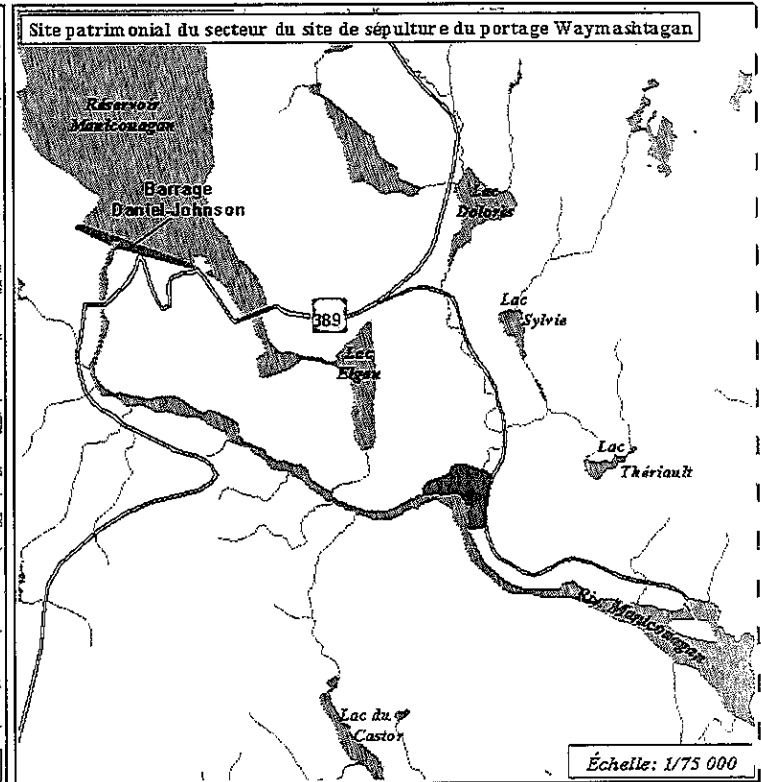 Site patrimonial du secteur du site de sépulture du portage Waymashtagan
Réservoir
Manicouagan
Barrage
Daniel-Johnson
Lac
Dolores
389
Lac
Sylvie
Lac
Elgan
Lac
Thériault
Riv. Manicouagan
Lac du
Castor
Échelle: 1/75 000